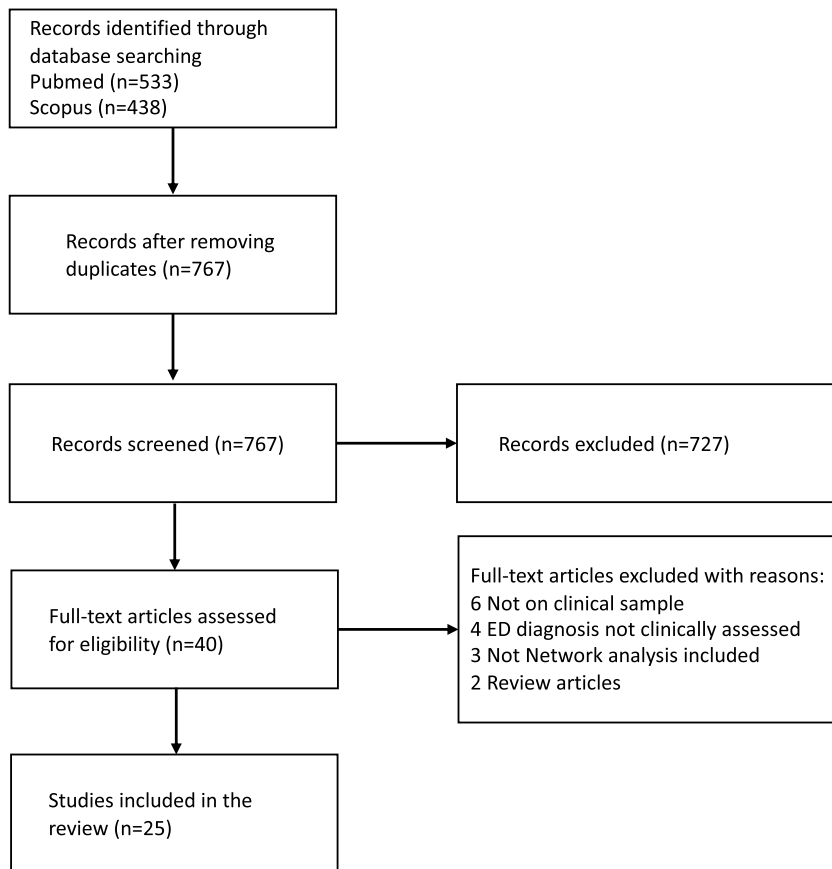 Records identified through
database searching
Pubmed (n=533)
Scopus (n=438)
Records after removing
duplicates (n=767)
Records screened (n=767)
Records excluded (n=727)
Full-text articles assessed
for eligibility (n=40)
Full-text articles excluded with reasons:
6 Not on clinical sample
4 ED diagnosis not clinically assessed
3 Not Network analysis included
2 Review articles
Studies included in the
review (n=25)